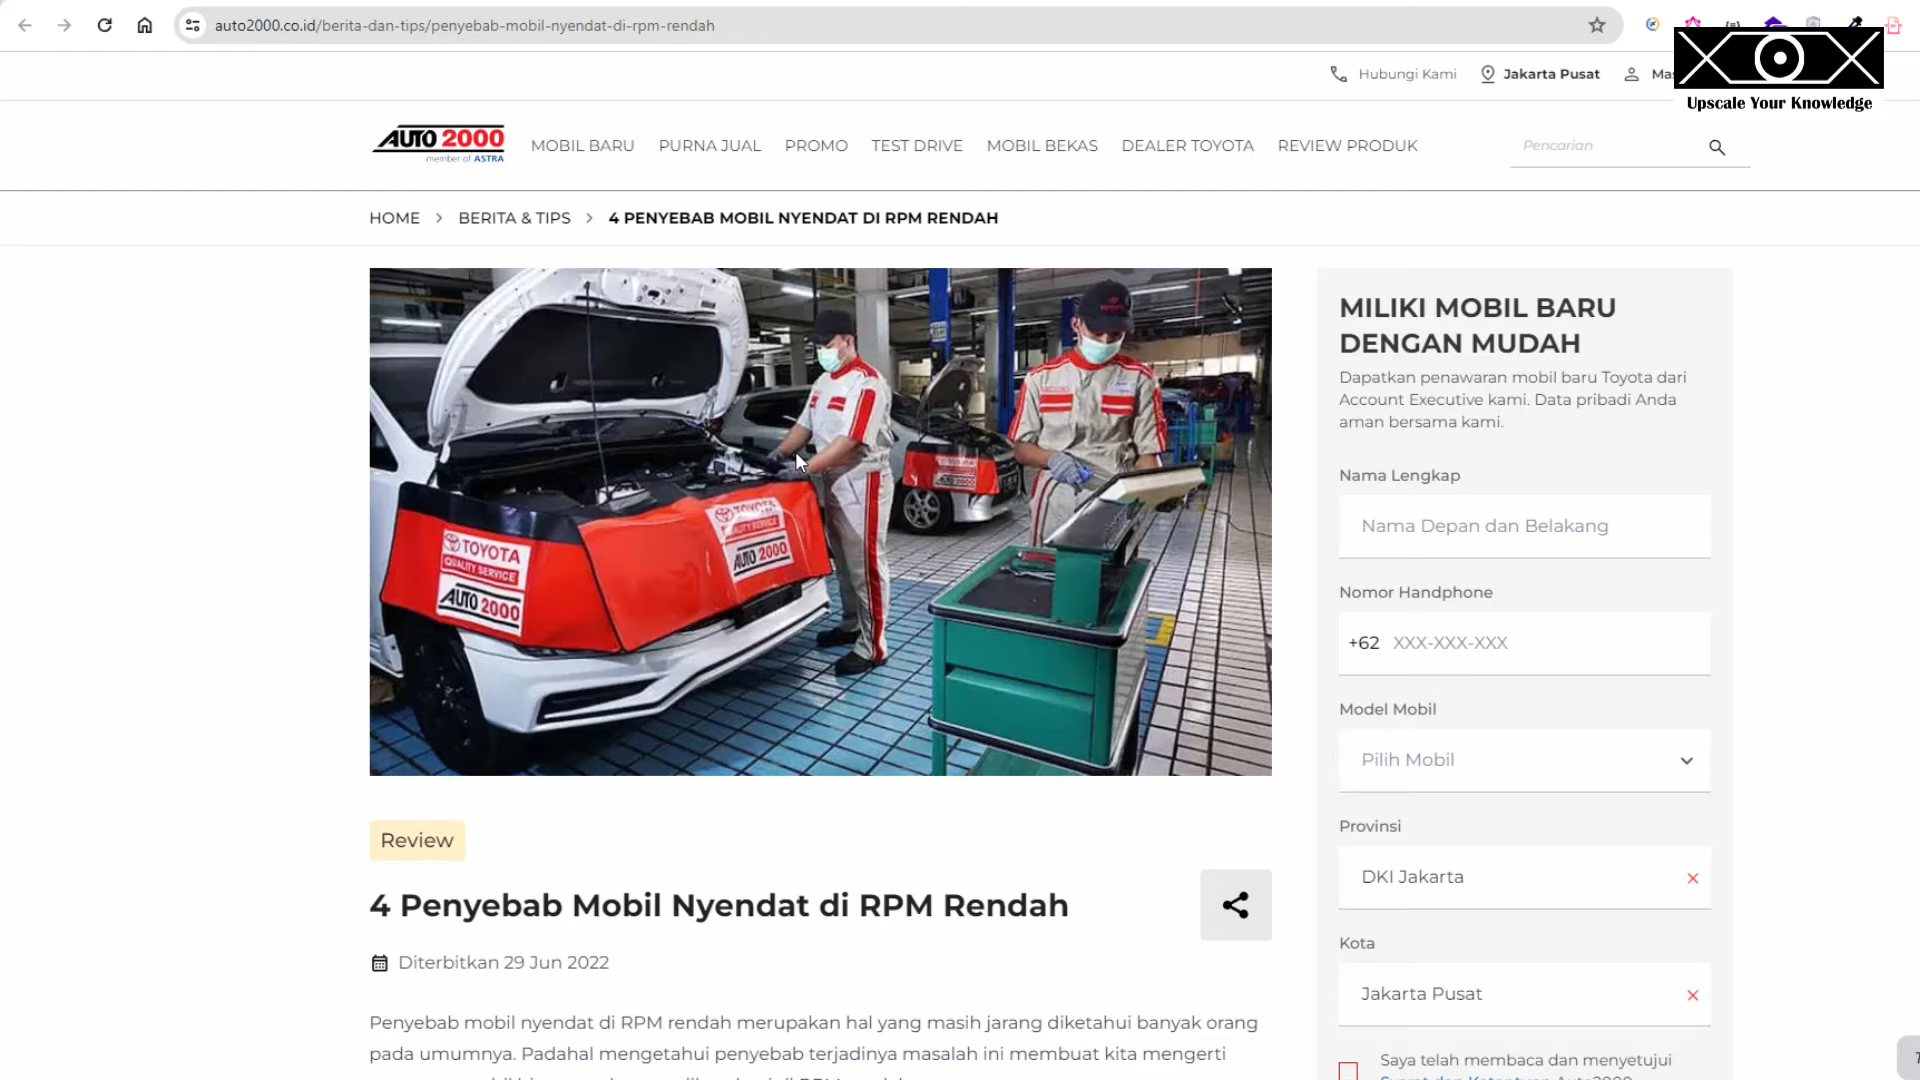 auto2000.co.id/berita-dan-tips/penyebab-mobil-nyendat-di-rpm-rendah
Hubungi Kami
Jakarta Pusat
Upscale Your Knowledge
AUTO 2000
member of ASTRA
MOBIL BARU
PURNA JUAL
PROMO
TEST DRIVE
MOBIL BEKAS
DEALER TOYOTA
REVIEW PRODUK
Pencarian
HOME > BERITA & TIPS > 4 PENYEBAB MOBIL NYENDAT DI RPM RENDAH
TOYOTA
QUALITY SERVICE
AUTO 2000
TOYOTA
QUALITY SERVICE
AUTO 2000
Review
4 Penyebab Mobil Nyendat di RPM Rendah
Diterbitkan 29 Jun 2022
Penyebab mobil nyendat di RPM rendah merupakan hal yang masih jarang diketahui banyak orang
pada umumnya. Padahal mengetahui penyebab terjadinya masalah ini membuat kita mengerti
MILIKI MOBIL BARU
DENGAN MUDAH
Dapatkan penawaran mobil baru Toyota dari
Account Executive kami. Data pribadi Anda
aman bersama kami.
Nama Lengkap
Nama Depan dan Belakang
Nomor Handphone
+62 XXX-XXX-XXX
Model Mobil
Pilih Mobil
Provinsi
DKI Jakarta
Kota
Jakarta Pusat
Saya telah membaca dan menyetujui